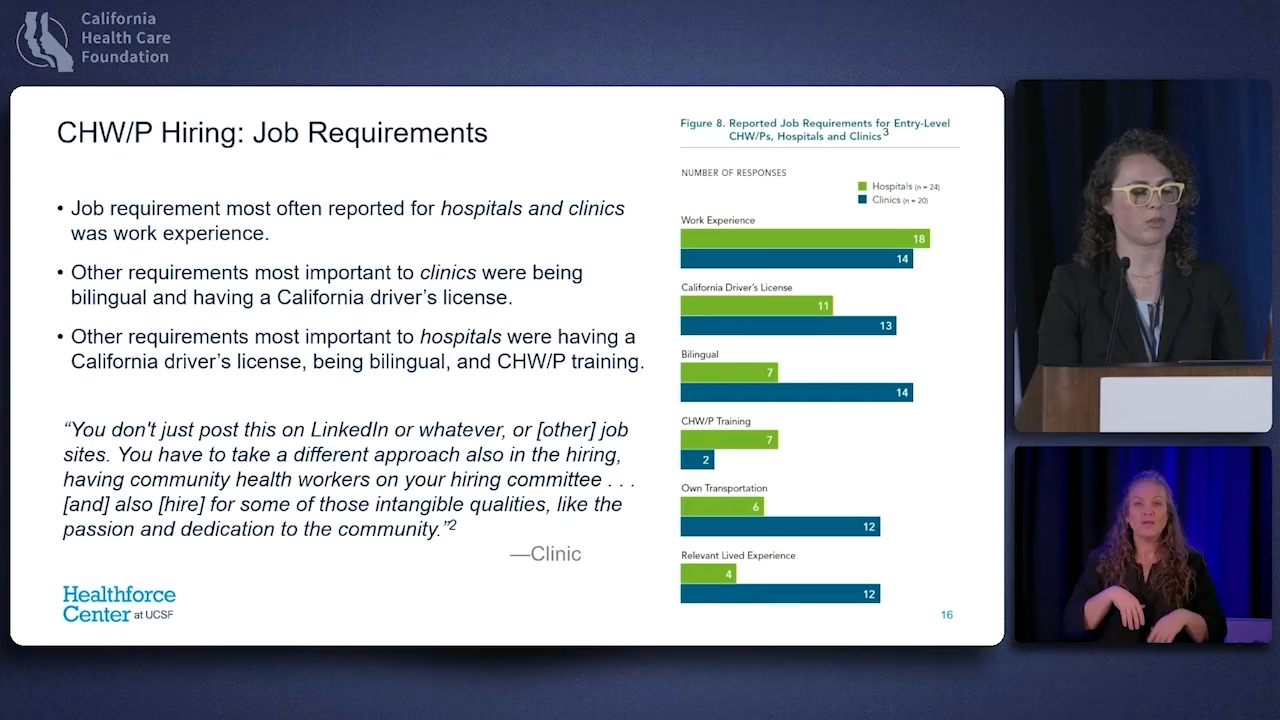 California
Health Care
Foundation
CHW/P Hiring: Job Requirements
• Job requirement most often reported for hospitals and clinics
was work experience.
• Other requirements most important to clinics were being
bilingual and having a California driver's license.
• Other requirements most important to hospitals were having a
California driver's license, being bilingual, and CHW/P training.
“You don't just post this on LinkedIn or whatever, or [other] job
sites. You have to take a different approach also in the hiring,
having community health workers on your hiring committee . . .
[and] also [hire] for some of those intangible qualities, like the
passion and dedication to the community.”2
—Clinic
Healthforce
Center at UCSF
Figure 8. Reported Job Requirements for Entry-Level
CHW/Ps, Hospitals and Clinics3
NUMBER OF RESPONSES
Hospitals (n = 24)
Clinics (n = 20)
Work Experience
18
14
California Driver's License
11
13
Bilingual
7
14
CHW/P Training
7
2
Own Transportation
6
12
Relevant Lived Experience
4
12
16